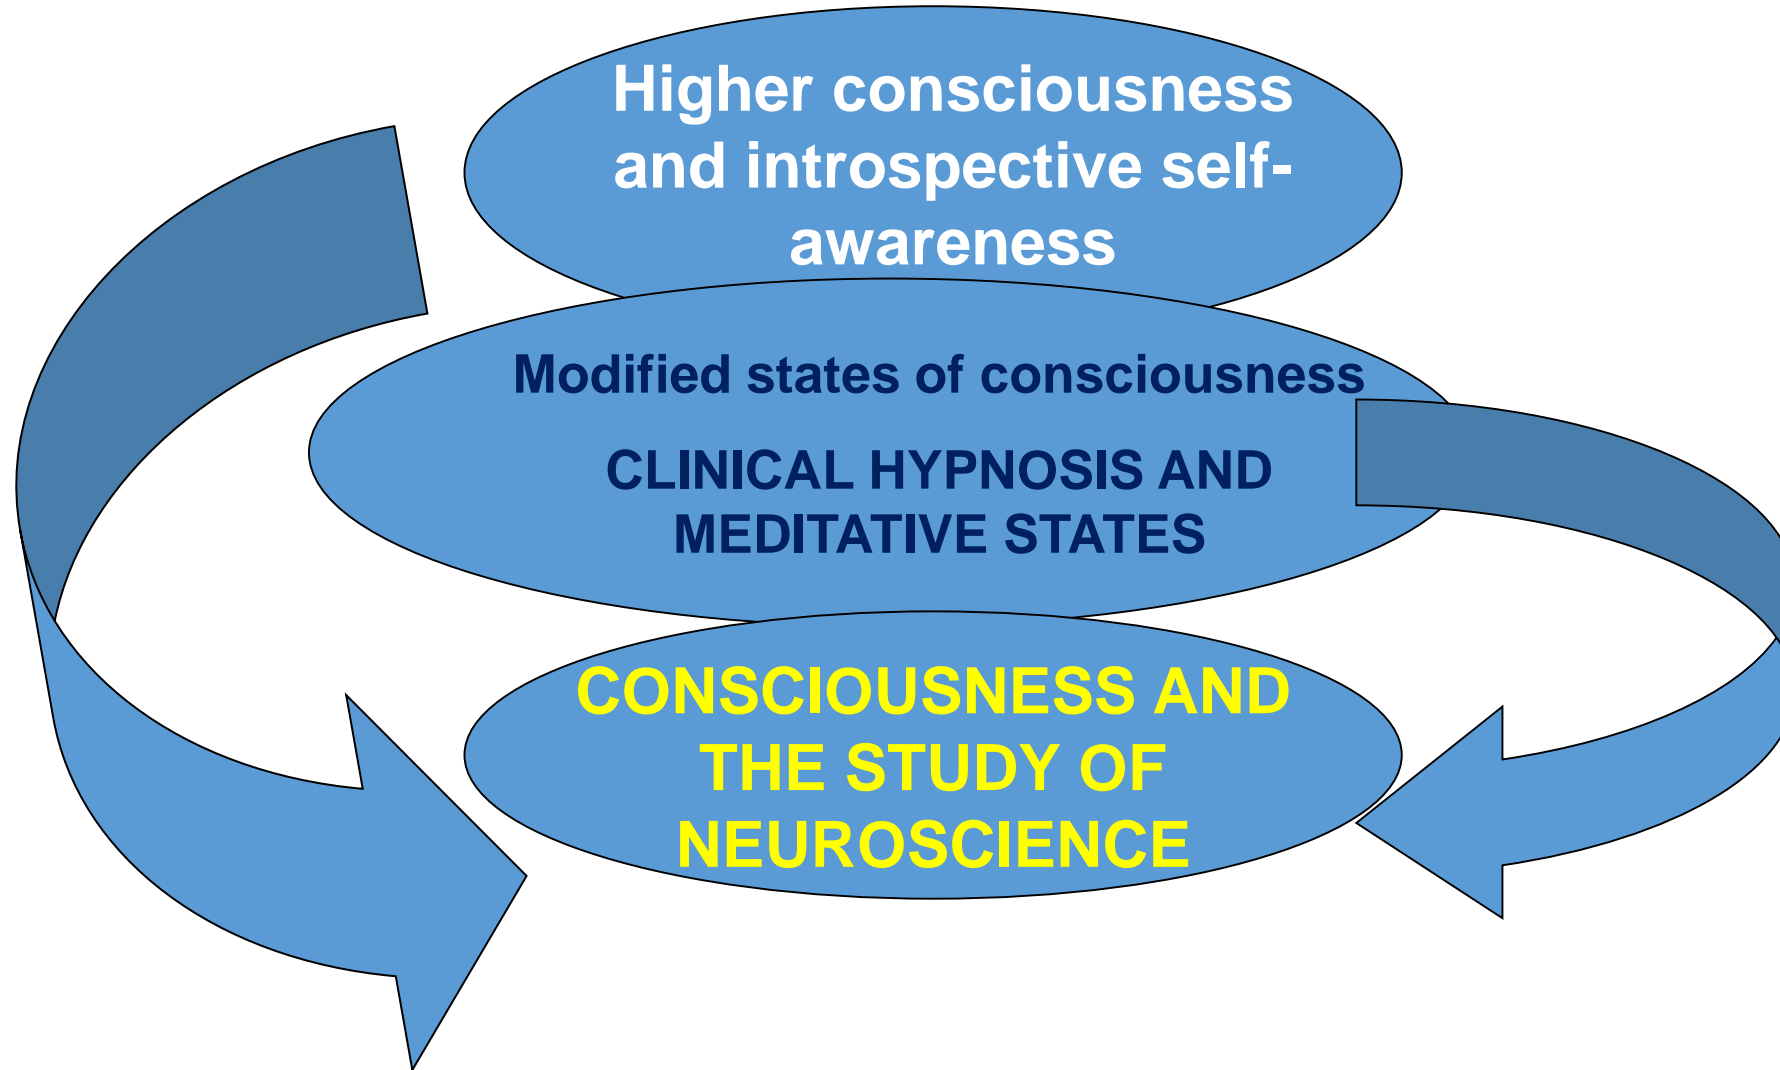 Higher consciousness
and introspective self-
awareness
Modified states of consciousness
CLINICAL HYPNOSIS AND
MEDITATIVE STATES
CONSCIOUSNESS AND
THE STUDY OF
NEUROSCIENCE